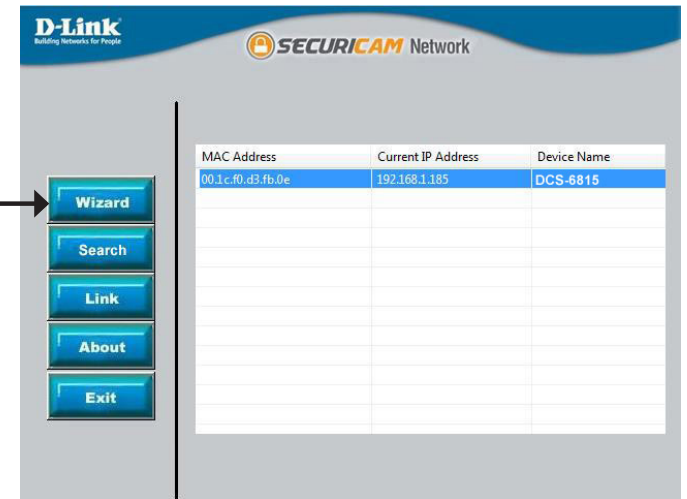 D-Link
Building Networks for People
SECURICAM Network
MAC Address Current IP Address Device Name
00.1c.f0.d3.fb.0e 192.168.1.185 DCS-6815
Wizard
Search
Link
About
Exit